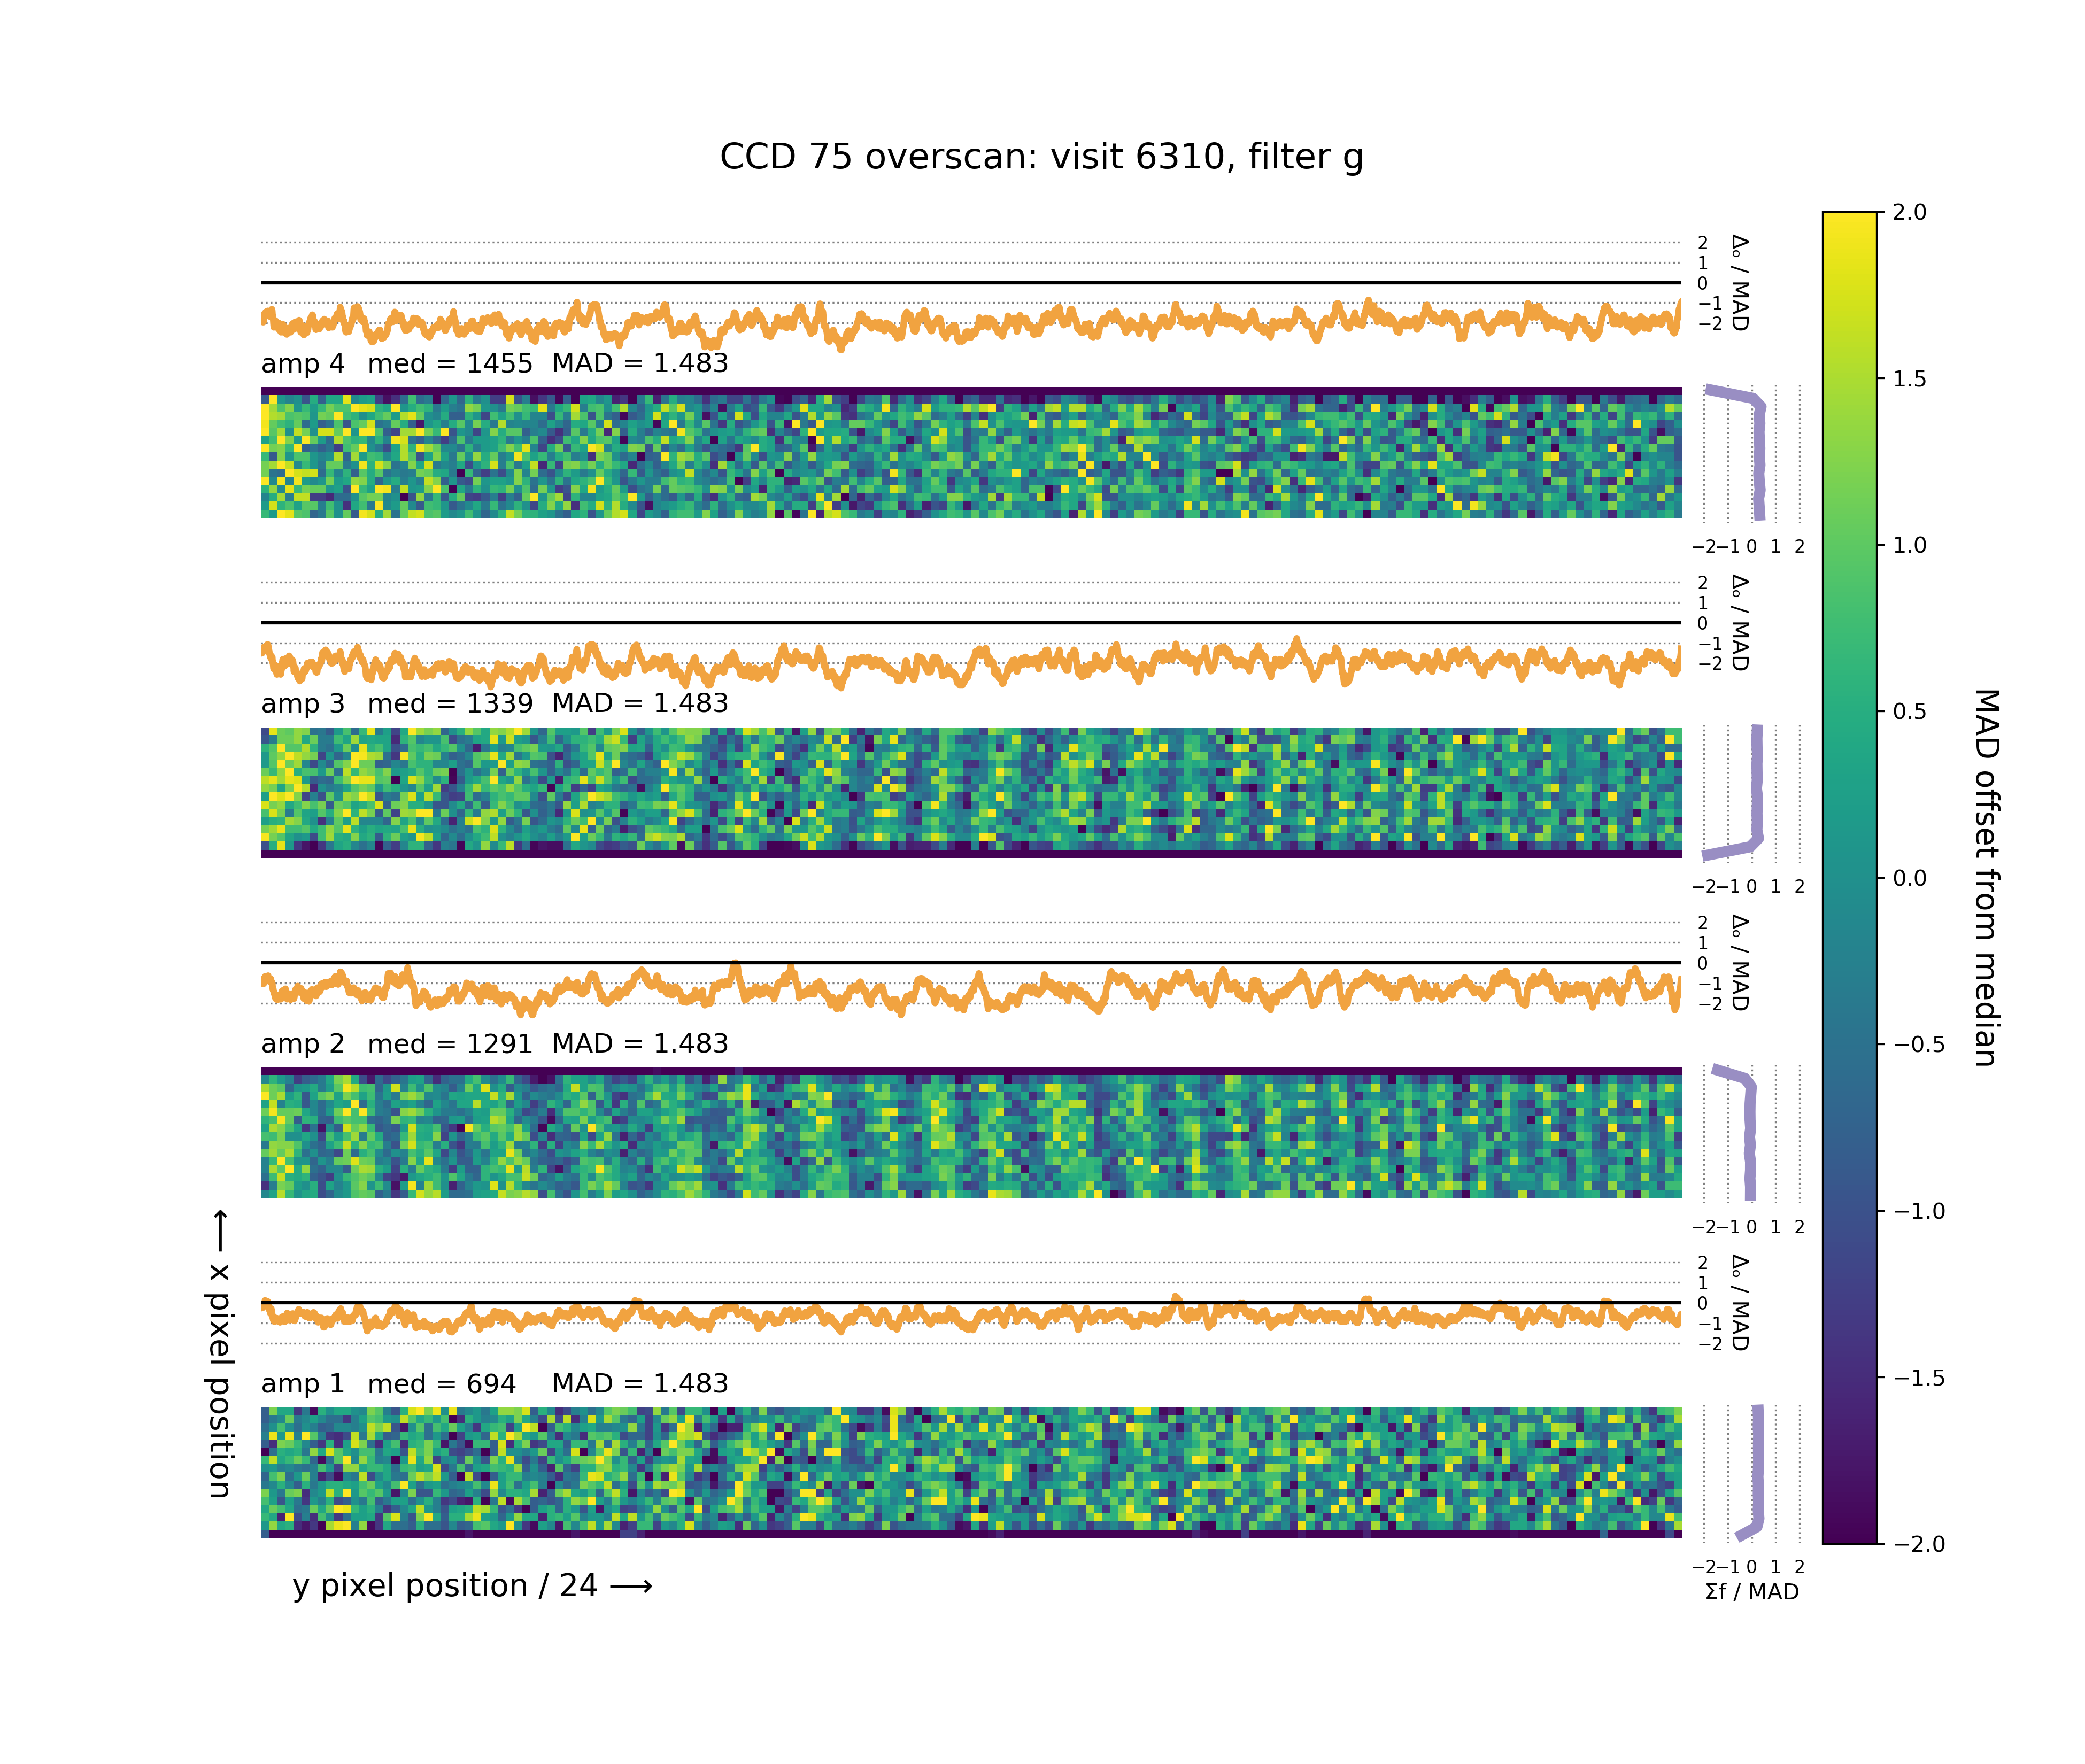 CCD 75 overscan: visit 6310, filter g
2
1
0
−1
−2
Δₒ / MAD
amp 4 med = 1455 MAD = 1.483
−2 −1 0 1 2
2
1
0
−1
−2
Δₒ / MAD
amp 3 med = 1339 MAD = 1.483
−2 −1 0 1 2
2
1
0
−1
−2
Δₒ / MAD
amp 2 med = 1291 MAD = 1.483
−2 −1 0 1 2
2
1
0
−1
−2
Δₒ / MAD
amp 1 med = 694 MAD = 1.483
−2 −1 0 1 2
Σf / MAD
y pixel position / 24 ⟶
⟵ x pixel position
2.0
1.5
1.0
0.5
0.0
−0.5
−1.0
−1.5
−2.0
MAD offset from median